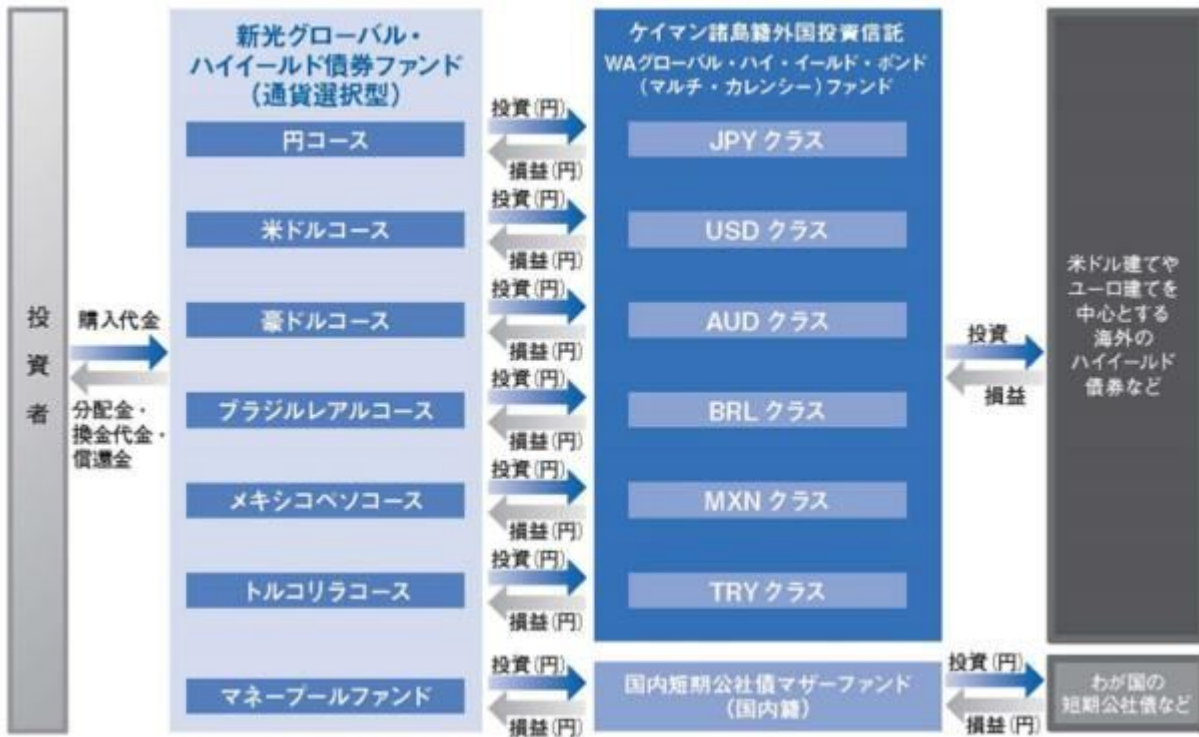 投資者
購入代金
分配金・
換金代金・
償還金
新光グローバル・
ハイイールド債券ファンド
(通貨選択型)
円コース
米ドルコース
豪ドルコース
ブラジルレアルコース
メキシコペソコース
トルコリラコース
マネープールファンド
投資(円)
損益(円)
投資(円)
損益(円)
投資(円)
損益(円)
投資(円)
損益(円)
投資(円)
損益(円)
投資(円)
損益(円)
投資(円)
損益(円)
ケイマン諸島籍外国投資信託
WAグローバル・ハイ・イールド・ボンド
(マルチ・カレンシー)ファンド
JPY クラス
USD クラス
AUD クラス
BRL クラス
MXN クラス
TRY クラス
国内短期公社債マザーファンド
(国内籍)
投資
損益
投資(円)
損益(円)
米ドル建てや
ユーロ建てを
中心とする
海外の
ハイイールド
債券など
わが国の
短期公社債など